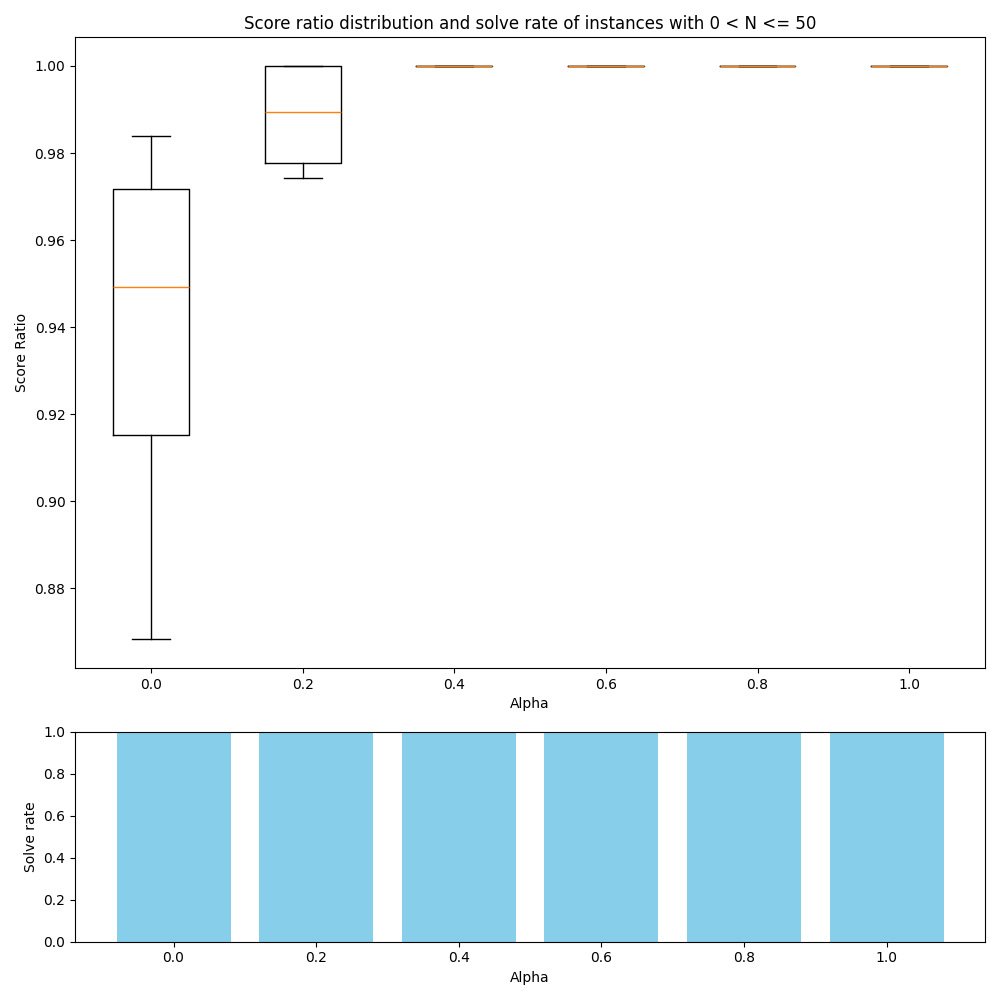 Score ratio distribution and solve rate of instances with 0 < N <= 50
1.00
0.98
0.96
0.94
0.92
0.90
0.88
Score Ratio
0.0 0.2 0.4 0.6 0.8 1.0
Alpha
1.0
0.8
0.6
0.4
0.2
0.0
Solve rate
0.0 0.2 0.4 0.6 0.8 1.0
Alpha